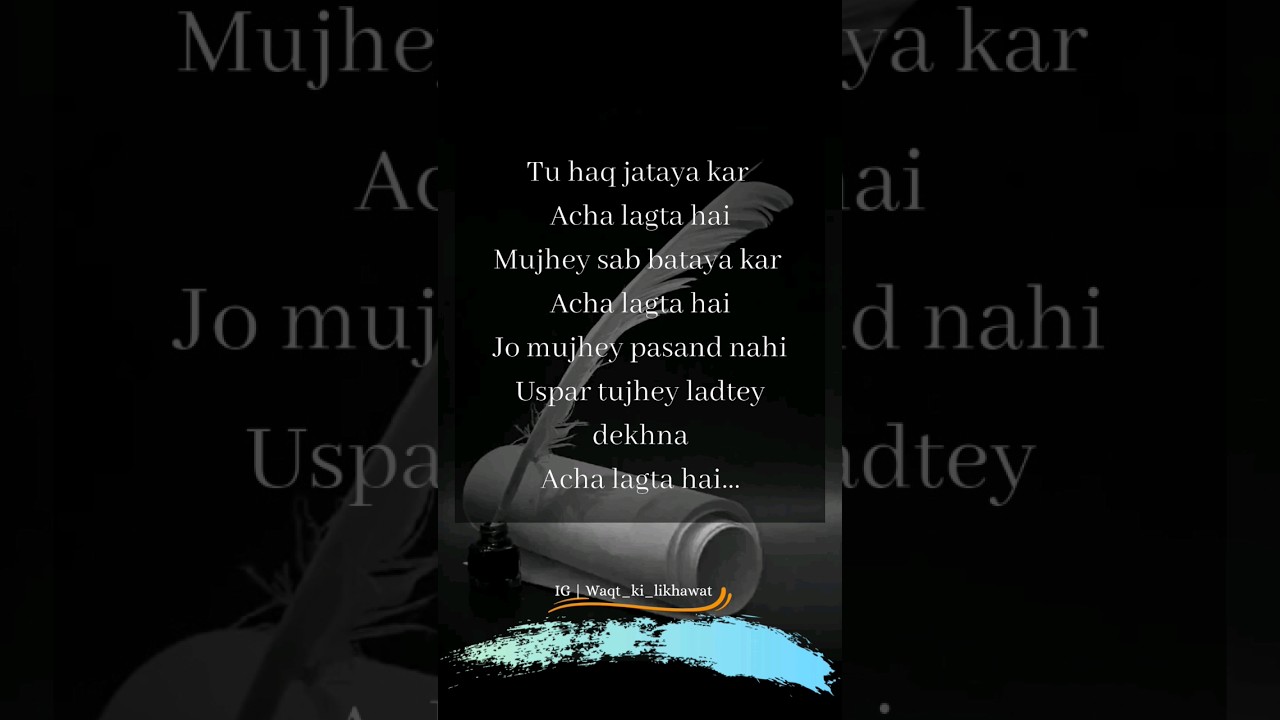 Tu haq jataya kar
Acha lagta hai
Mujhey sab bataya kar
Acha lagta hai
Jo mujhey pasand nahi
Uspar tujhey ladtey
dekhna
Acha lagta hai...
IG | Waqt_ki_likhawat